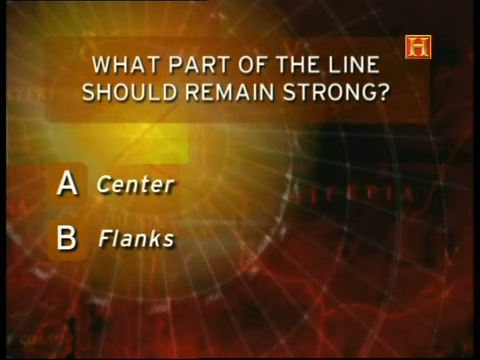 H
WHAT PART OF THE LINE
SHOULD REMAIN STRONG?
A Center
B Flanks